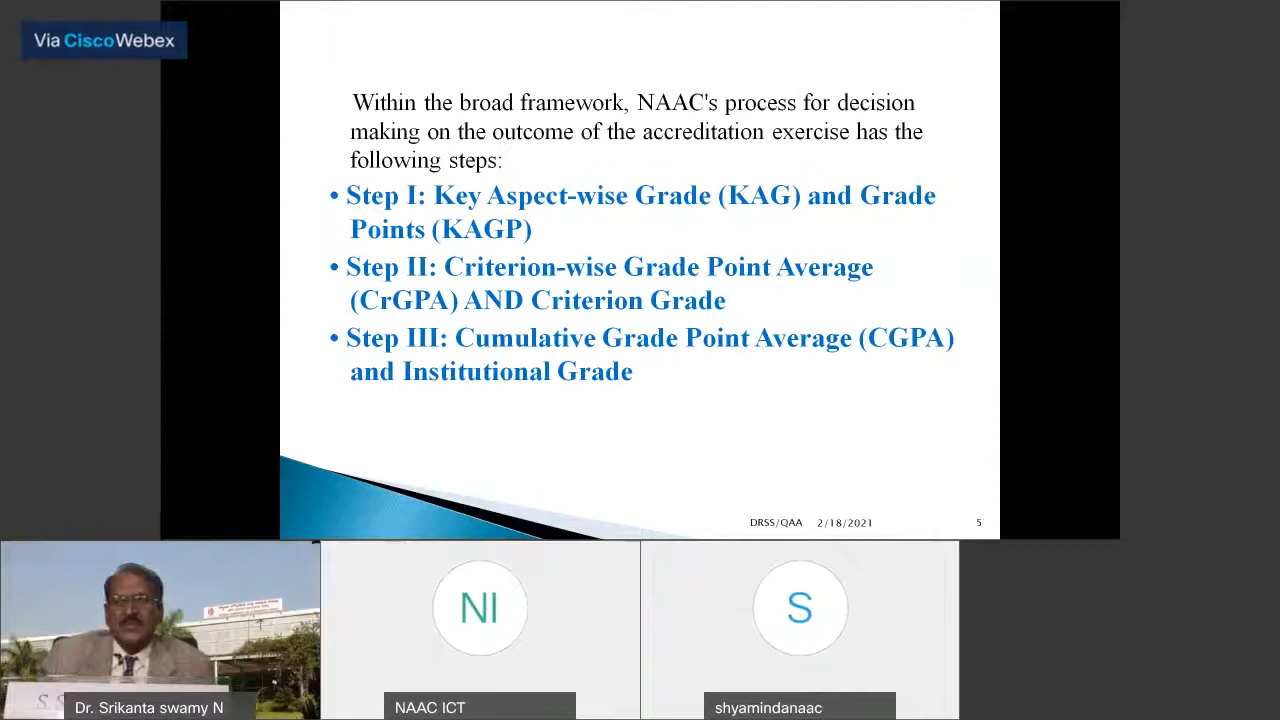 Via CiscoWebex
Within the broad framework, NAAC's process for decision
making on the outcome of the accreditation exercise has the
following steps:
• Step I: Key Aspect-wise Grade (KAG) and Grade
Points (KAGP)
• Step II: Criterion-wise Grade Point Average
(CrGPA) AND Criterion Grade
• Step III: Cumulative Grade Point Average (CGPA)
and Institutional Grade
DRSS/QAA 2/18/2021 5
NI
S
Dr. Srikanta swamy N
NAAC ICT
shyamindanaac